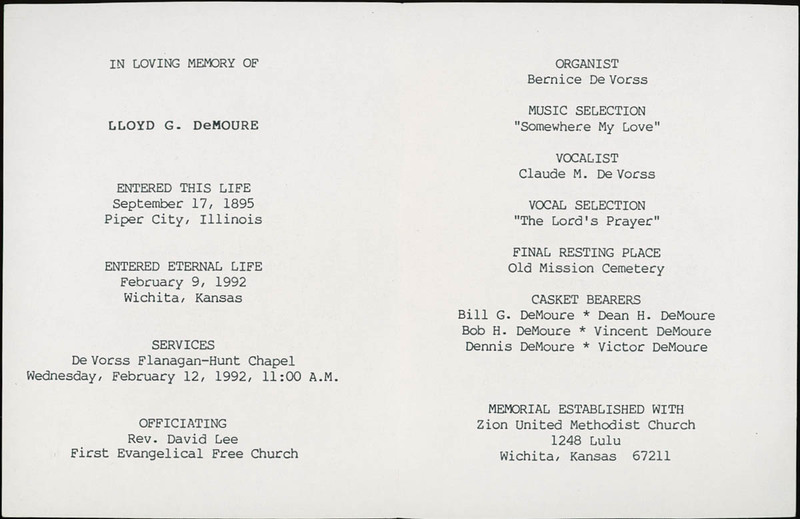 IN LOVING MEMORY OF
LLOYD G. DeMOURE
ENTERED THIS LIFE
September 17, 1895
Piper City, Illinois
ENTERED ETERNAL LIFE
February 9, 1992
Wichita, Kansas
SERVICES
De Vorss Flanagan-Hunt Chapel
Wednesday, February 12, 1992, 11:00 A.M.
OFFICIATING
Rev. David Lee
First Evangelical Free Church
ORGANIST
Bernice De Vorss
MUSIC SELECTION
"Somewhere My Love"
VOCALIST
Claude M. De Vorss
VOCAL SELECTION
"The Lord's Prayer"
FINAL RESTING PLACE
Old Mission Cemetery
CASKET BEARERS
Bill G. DeMoure * Dean H. DeMoure
Bob H. DeMoure * Vincent DeMoure
Dennis DeMoure * Victor DeMoure
MEMORIAL ESTABLISHED WITH
Zion United Methodist Church
1248 Lulu
Wichita, Kansas 67211